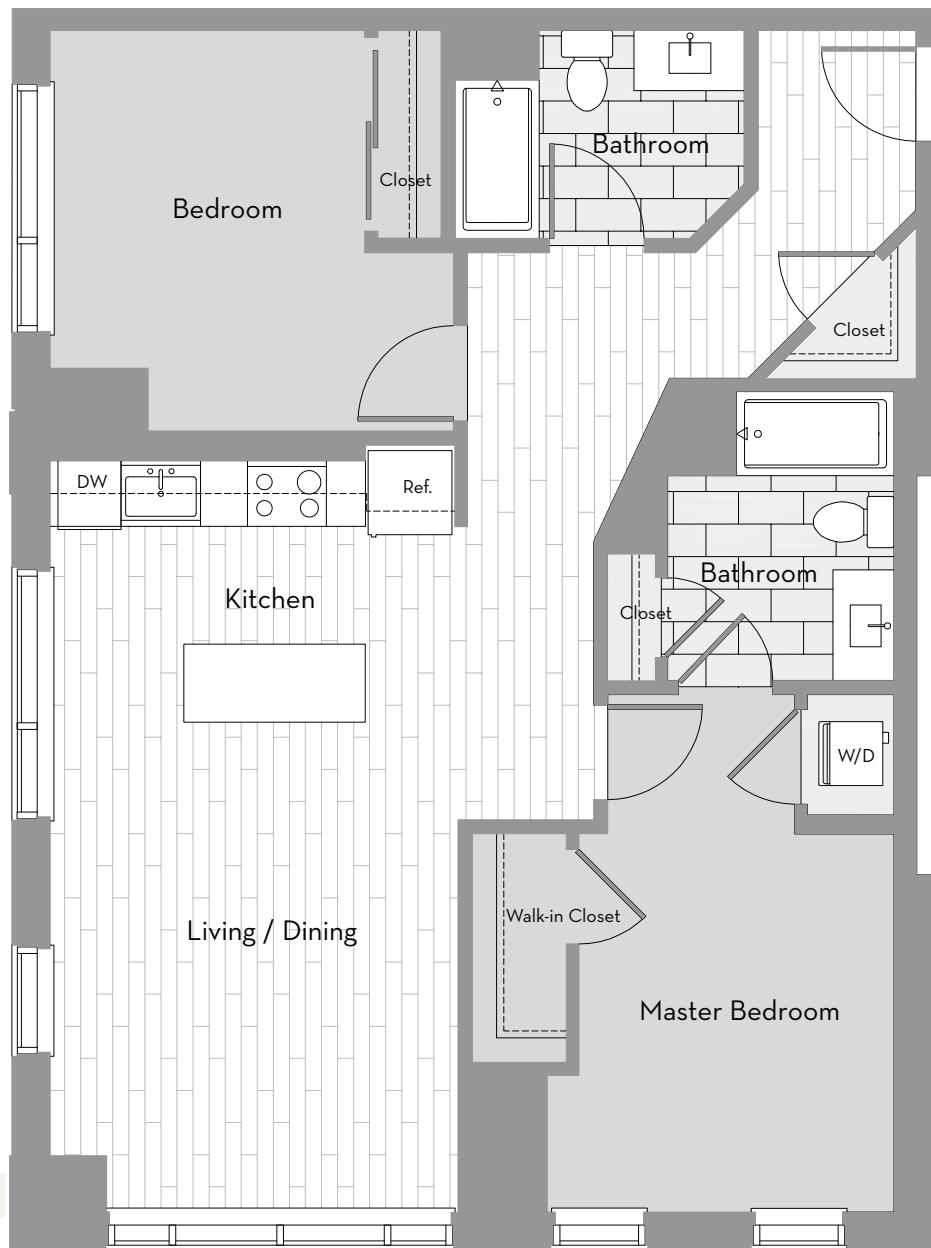 Bathroom
Closet
Bedroom
Closet
DW
Ref.
Bathroom
Kitchen
Closet
W/D
Walk-in Closet
Living / Dining
Master Bedroom